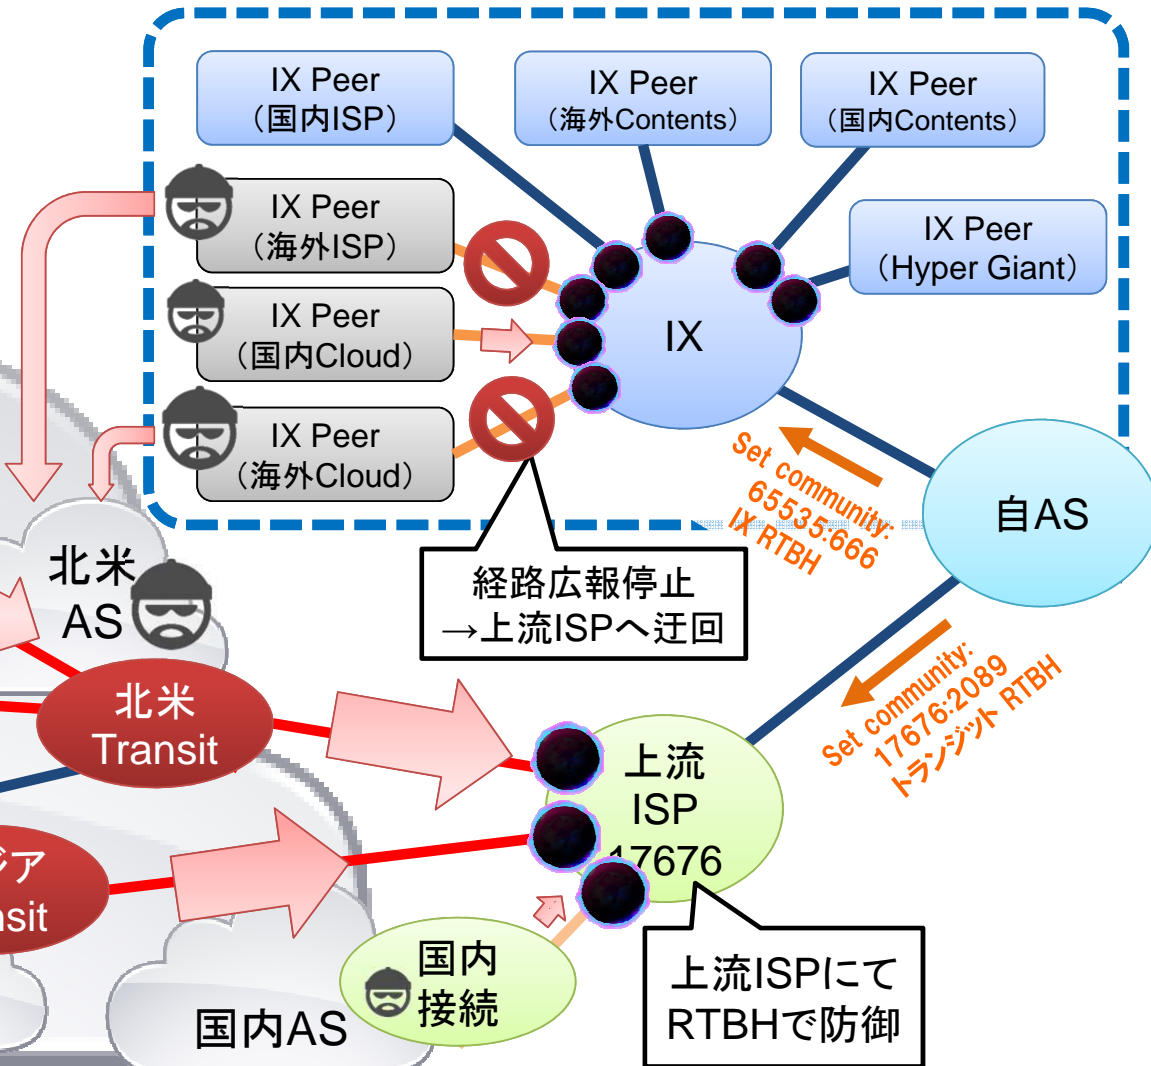 IX Peer
（国内ISP）
IX Peer
（海外Contents）
IX Peer
（国内Contents）
IX Peer
（海外ISP）
IX Peer
（Hyper Giant）
IX Peer
（国内Cloud）
IX
IX Peer
（海外Cloud）
Set community:
65535:666
IX RTBH
自AS
北米
AS
経路広報停止
→上流ISPへ迂回
Set community:
17676:2089
トランジット RTBH
北米
Transit
上流
ISP
17676
ジア
nsit
国内
接続
上流ISPにて
RTBHで防御
国内AS